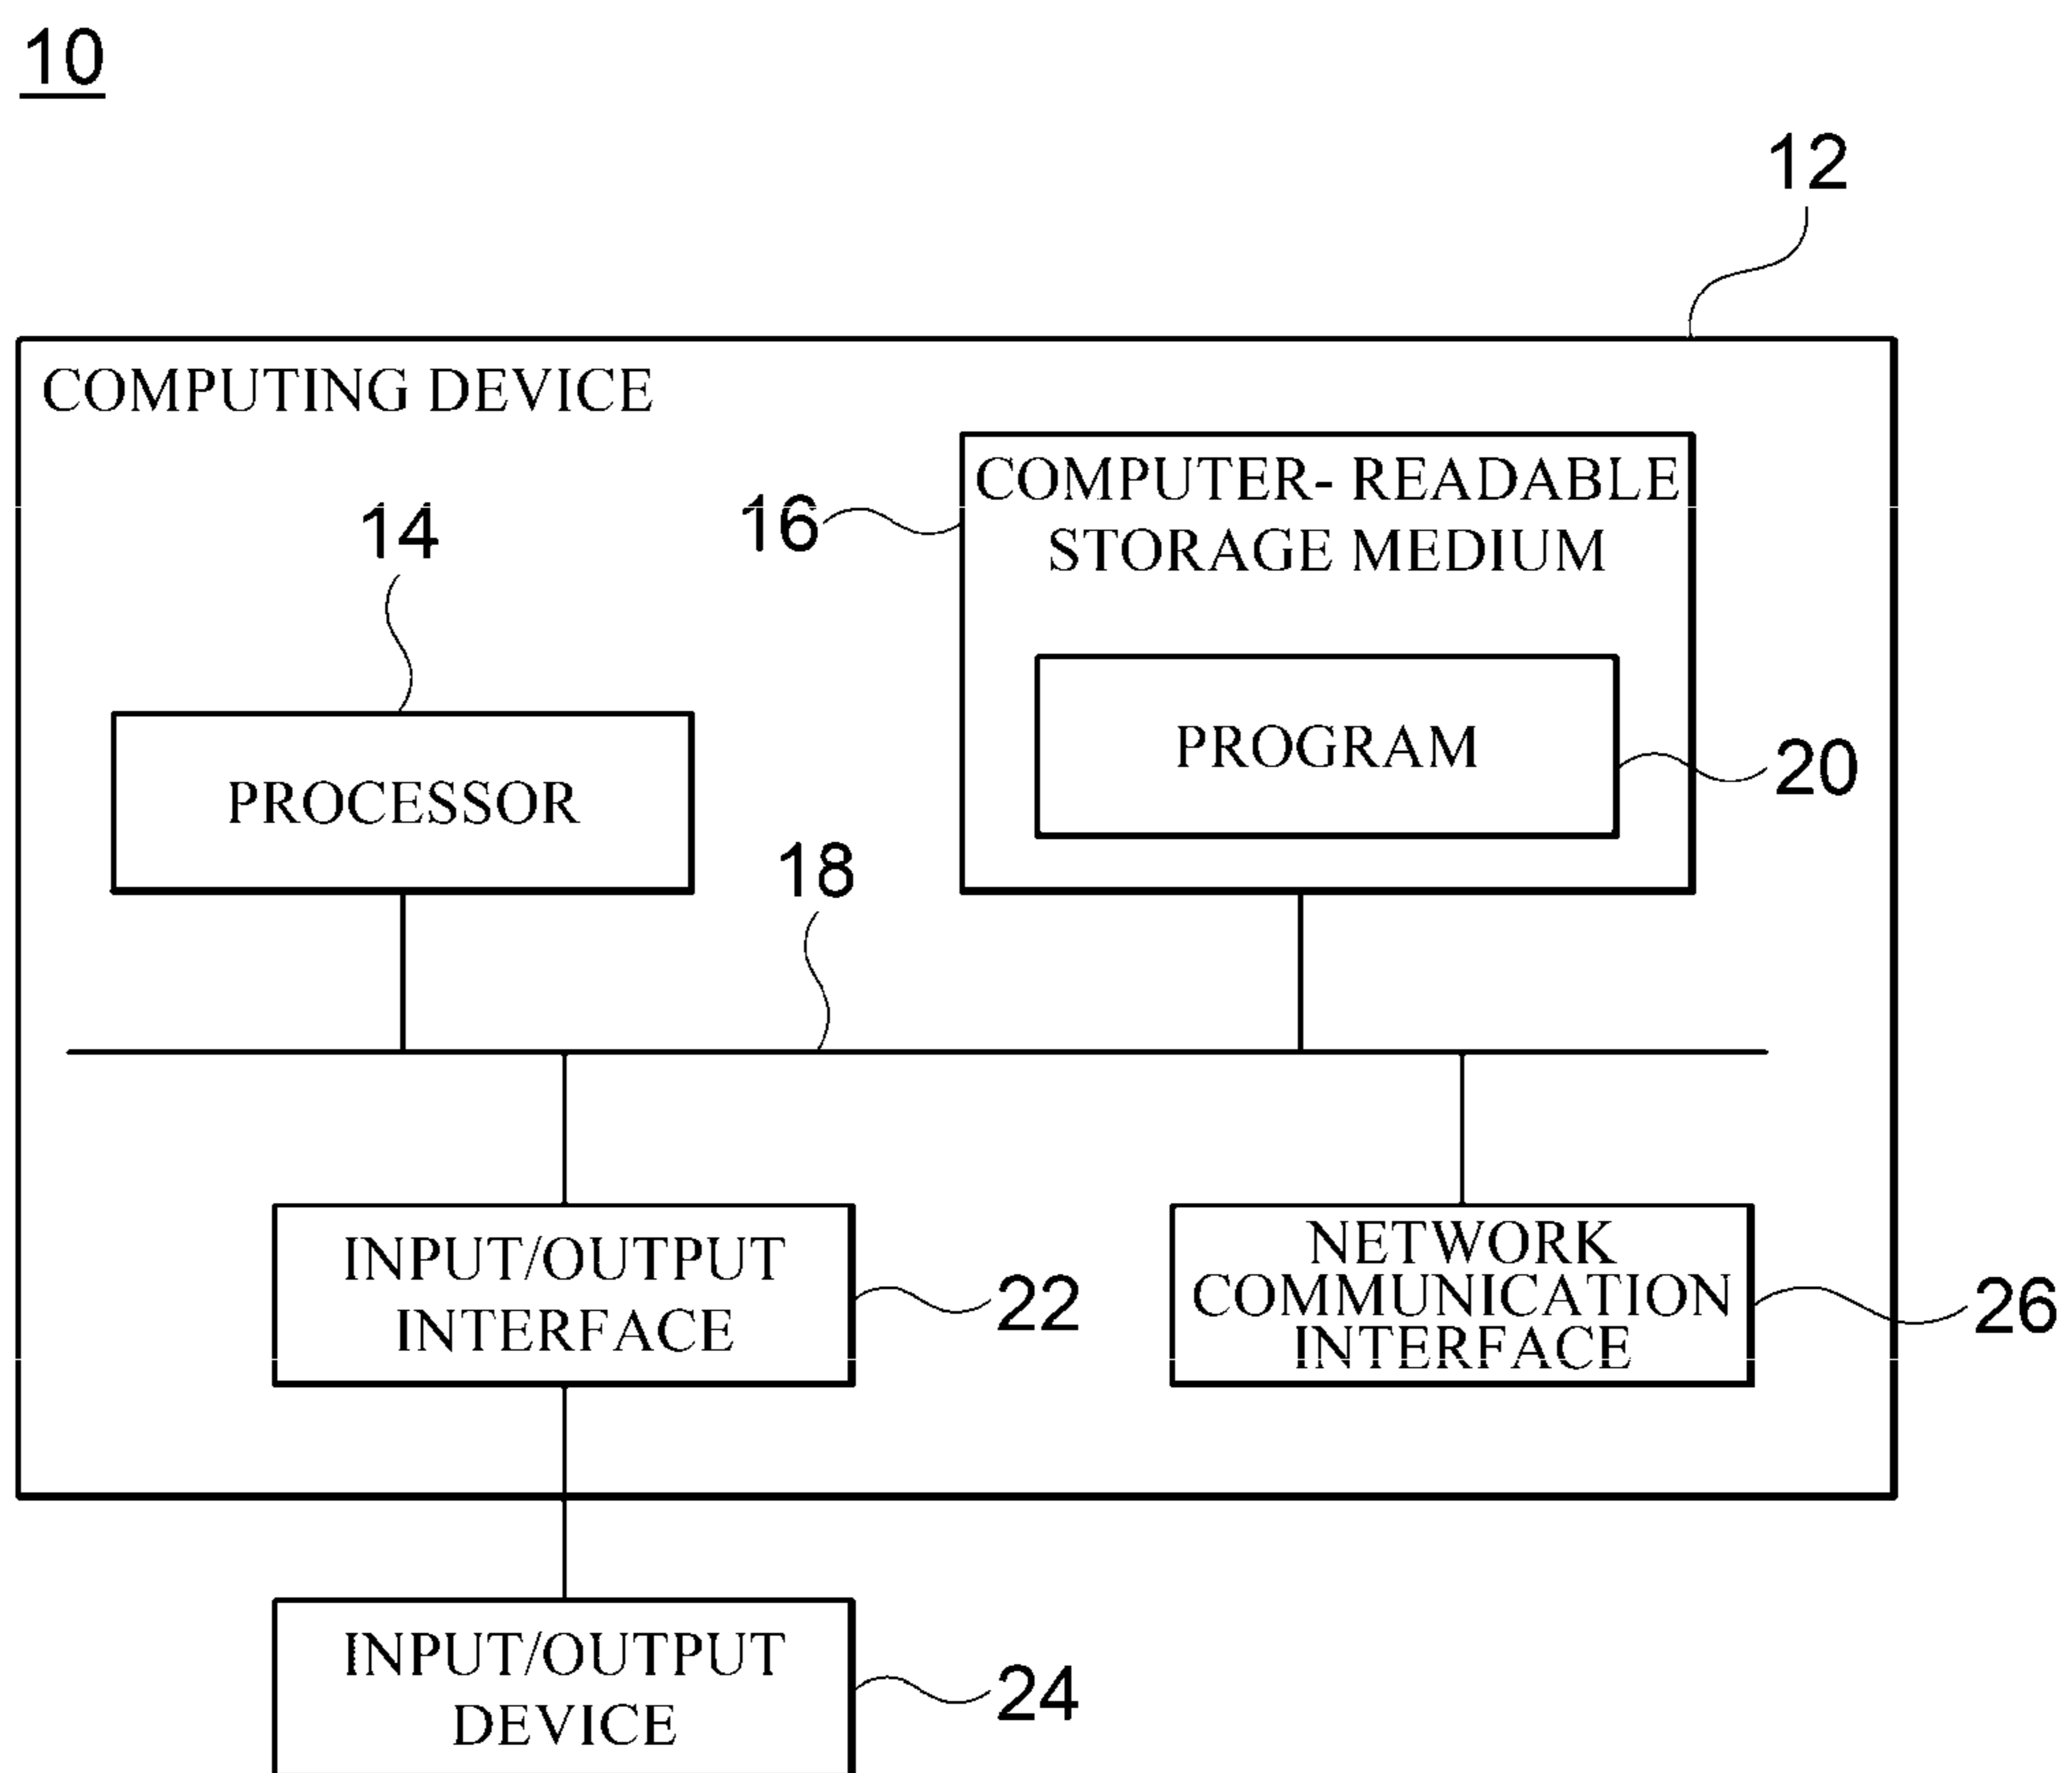 10
12
COMPUTING DEVICE
COMPUTER- READABLE
STORAGE MEDIUM
16
14
PROGRAM
20
PROCESSOR
18
INPUT/OUTPUT
INTERFACE
22
NETWORK
COMMUNICATION
INTERFACE
26
INPUT/OUTPUT
DEVICE
24